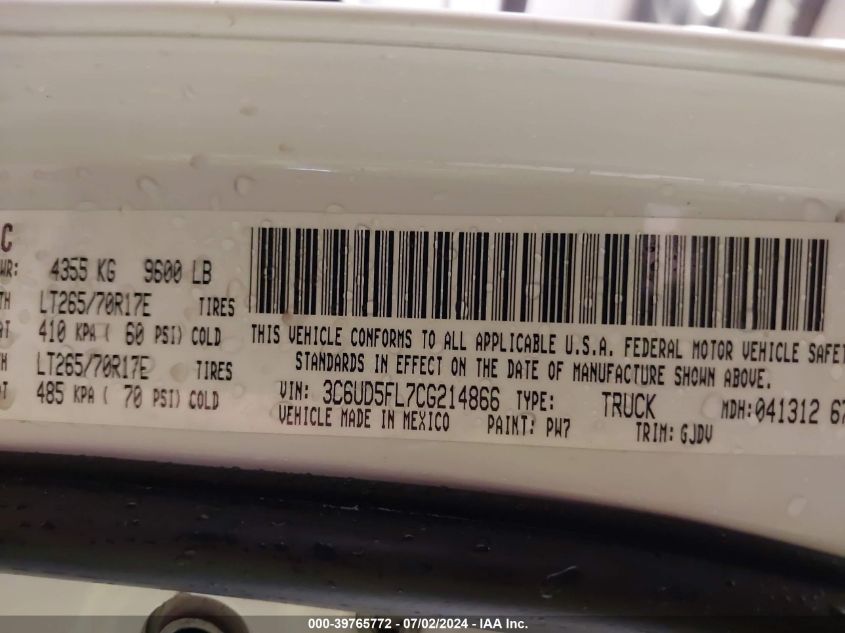 C
WR: 4355 KG 9600 LB
TH LT265/70R17E TIRES
AT 410 KPA ( 60 PSI) COLD
TH LT265/70R17E TIRES
AT 485 KPA ( 70 PSI) COLD
THIS VEHICLE CONFORMS TO ALL APPLICABLE U.S.A. FEDERAL MOTOR VEHICLE SAFET
STANDARDS IN EFFECT ON THE DATE OF MANUFACTURE SHOWN ABOVE.
VIN: 3C6UD5FL7CG214866 TYPE: TRUCK MDH:041312 67
VEHICLE MADE IN MEXICO PAINT: PW7 TRIM: GJDV
000-39765772 - 07/02/2024 - IAA Inc.